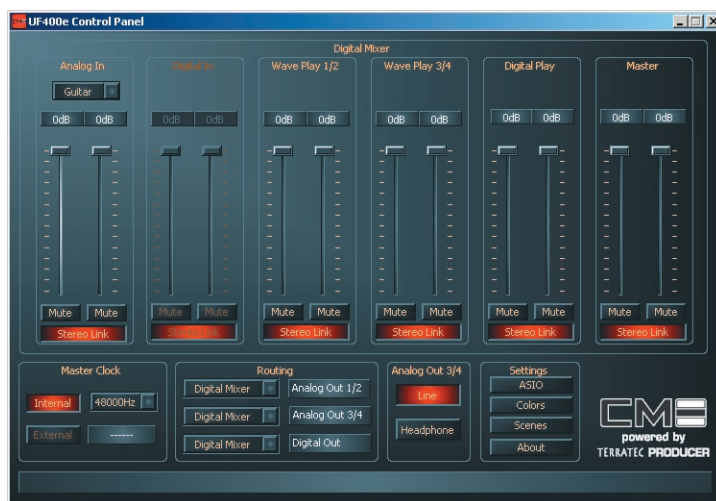 UF400e Control Panel
Digital Mixer
Analog In
Digital In
Wave Play 1/2
Wave Play 3/4
Digital Play
Master
Guitar
0dB 0dB
0dB 0dB
0dB 0dB
0dB 0dB
0dB 0dB
0dB 0dB
Mute Mute
Mute Mute
Mute Mute
Mute Mute
Mute Mute
Mute Mute
Stereo Link
Stereo Link
Stereo Link
Stereo Link
Stereo Link
Stereo Link
Master Clock
Internal 48000Hz
External ------
Routing
Digital Mixer Analog Out 1/2
Digital Mixer Analog Out 3/4
Digital Mixer Digital Out
Analog Out 3/4
Line
Headphone
Settings
ASIO
Colors
Scenes
About
CME
powered by
TERRATEC PRODUCER